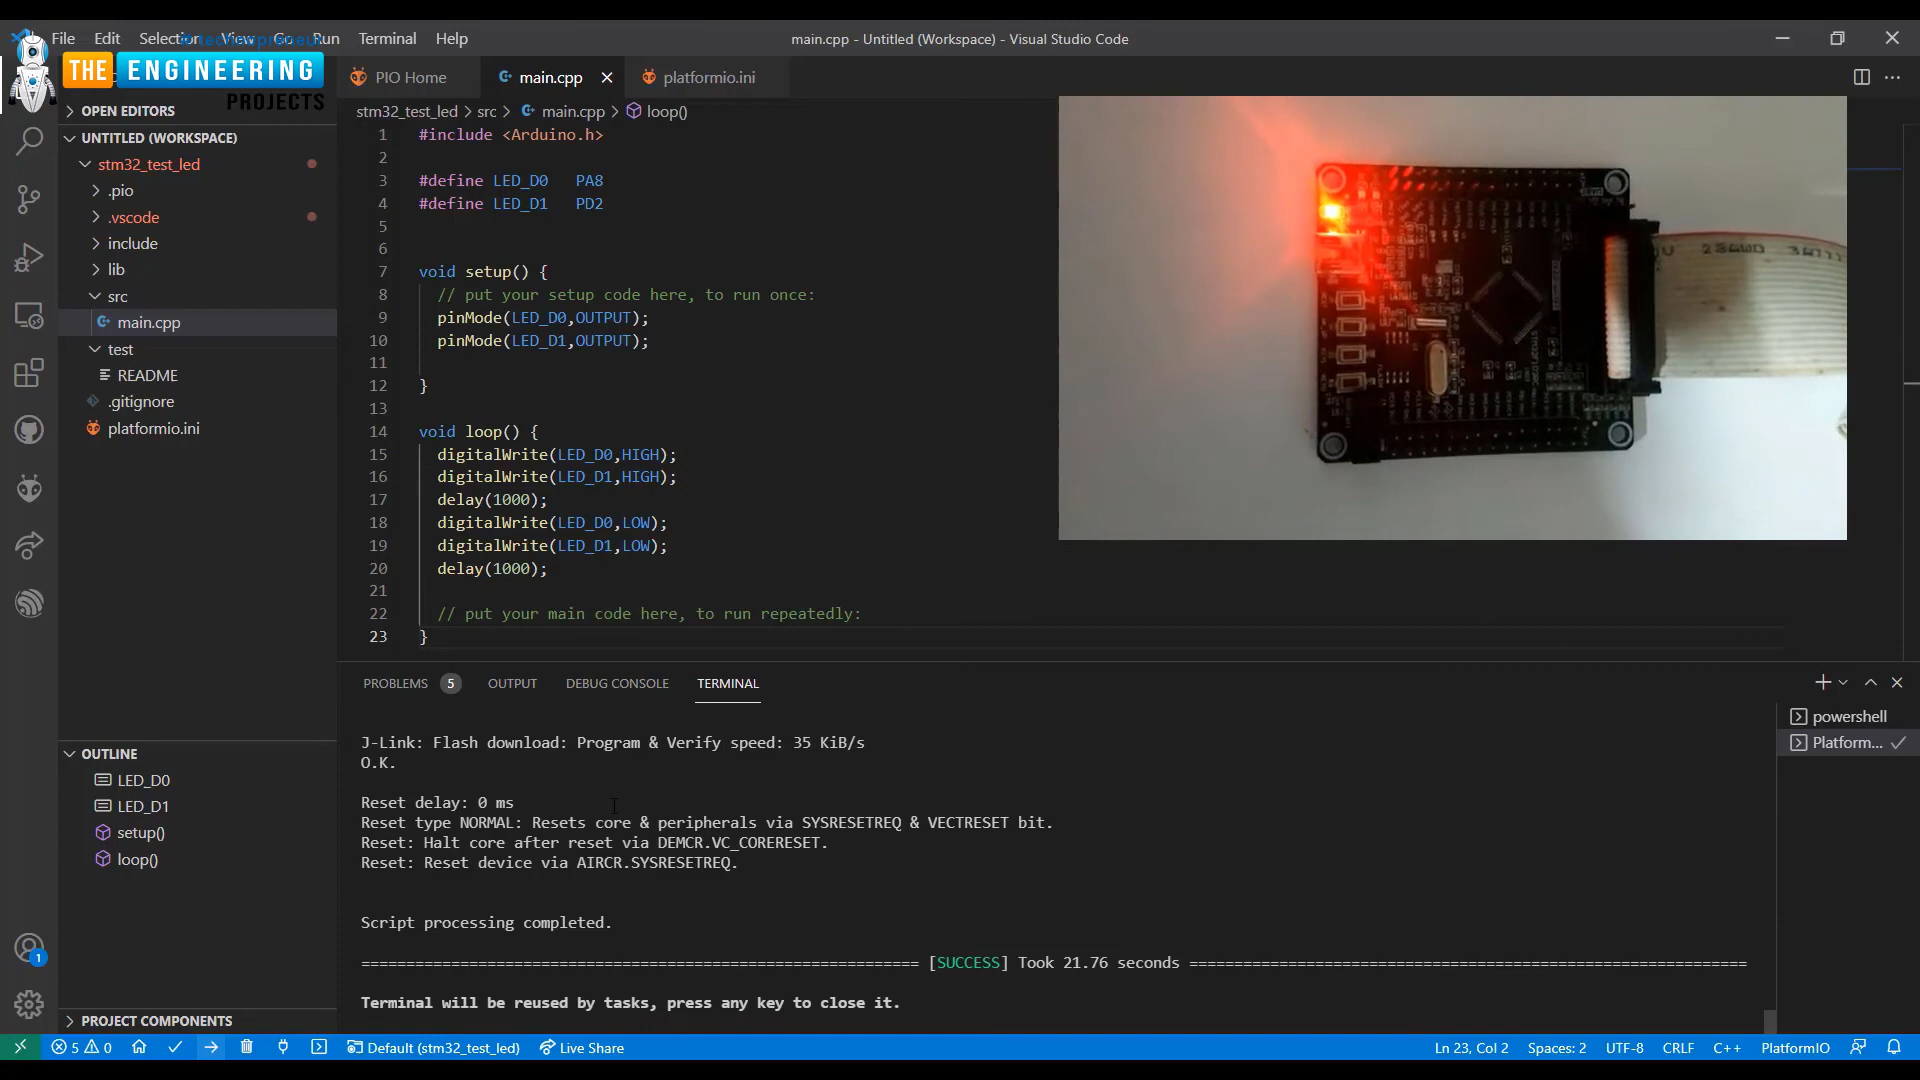 File Edit Selection View Go Run Terminal Help
main.cpp - Untitled (Workspace) - Visual Studio Code
THE ENGINEERING
PROJECTS
PIO Home
main.cpp
platformio.ini
OPEN EDITORS
UNTITLED (WORKSPACE)
stm32_test_led
.pio
.vscode
include
lib
src
main.cpp
test
README
.gitignore
platformio.ini
stm32_test_led > src > main.cpp > loop()
1 #include <Arduino.h>
2
3 #define LED_D0 PA8
4 #define LED_D1 PD2
5
6
7 void setup() {
8 // put your setup code here, to run once:
9 pinMode(LED_D0,OUTPUT);
10 pinMode(LED_D1,OUTPUT);
11
12 }
13
14 void loop() {
15 digitalWrite(LED_D0,HIGH);
16 digitalWrite(LED_D1,HIGH);
17 delay(1000);
18 digitalWrite(LED_D0,LOW);
19 digitalWrite(LED_D1,LOW);
20 delay(1000);
21
22 // put your main code here, to run repeatedly:
23 }
OUTLINE
LED_D0
LED_D1
setup()
loop()
PROJECT COMPONENTS
PROBLEMS 5 OUTPUT DEBUG CONSOLE TERMINAL
J-Link: Flash download: Program & Verify speed: 35 KiB/s
O.K.
Reset delay: 0 ms
Reset type NORMAL: Resets core & peripherals via SYSRESETREQ & VECTRESET bit.
Reset: Halt core after reset via DEMCR.VC_CORERESET.
Reset: Reset device via AIRCR.SYSRESETREQ.
Script processing completed.
[SUCCESS] Took 21.76 seconds
Terminal will be reused by tasks, press any key to close it.
powershell
Platform...
1
5 0 Default (stm32_test_led) Live Share Ln 23, Col 2 Spaces: 2 UTF-8 CRLF C++ PlatformIO